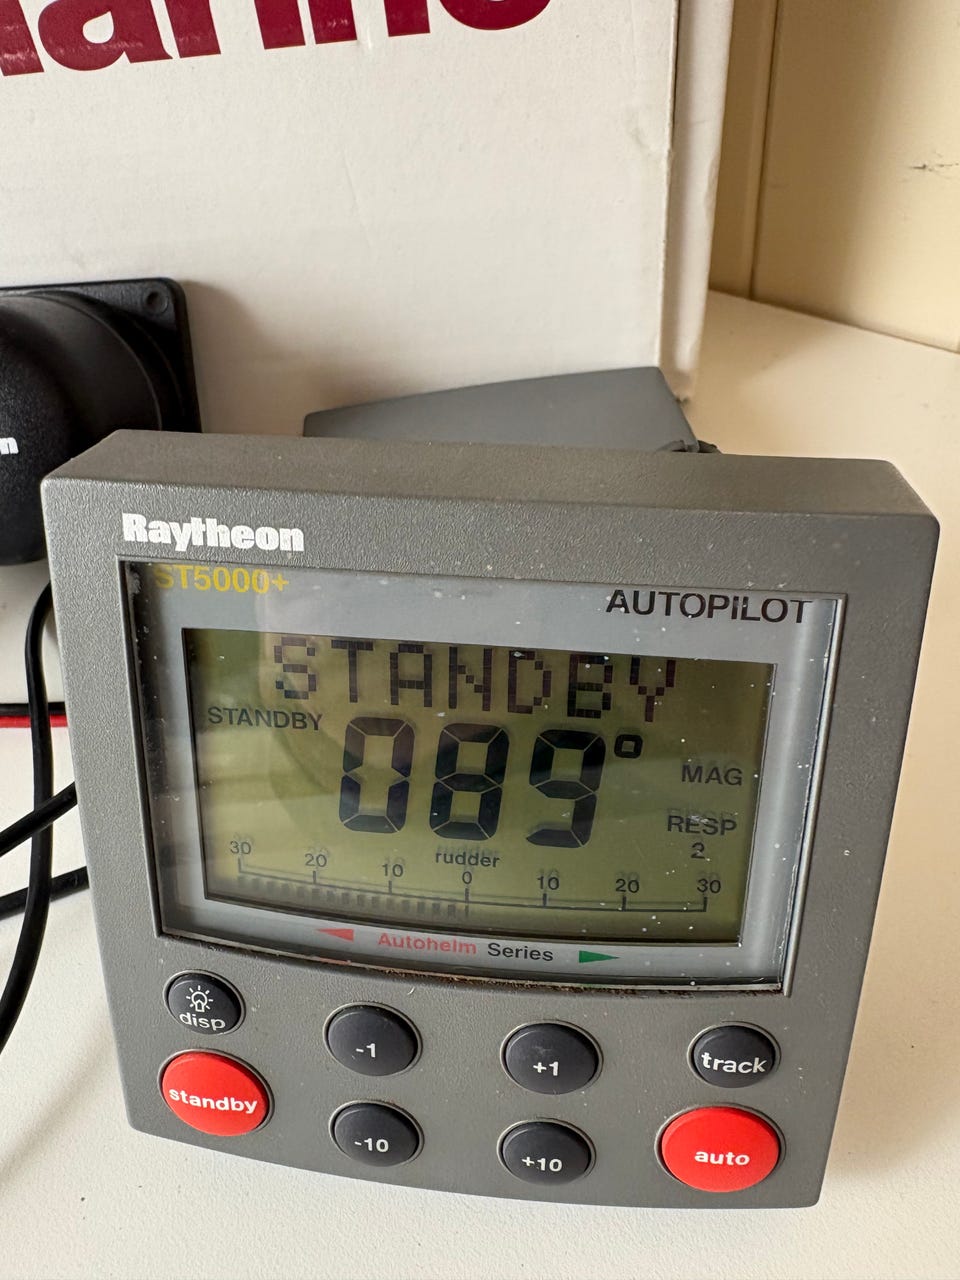 Raytheon
ST5000+
AUTOPILOT
STANDBY
STANDBY
089°
MAG
RESP
2
rudder
30 20 10 0 10 20 30
Autohelm Series
disp
-1
+1
track
standby
-10
+10
auto